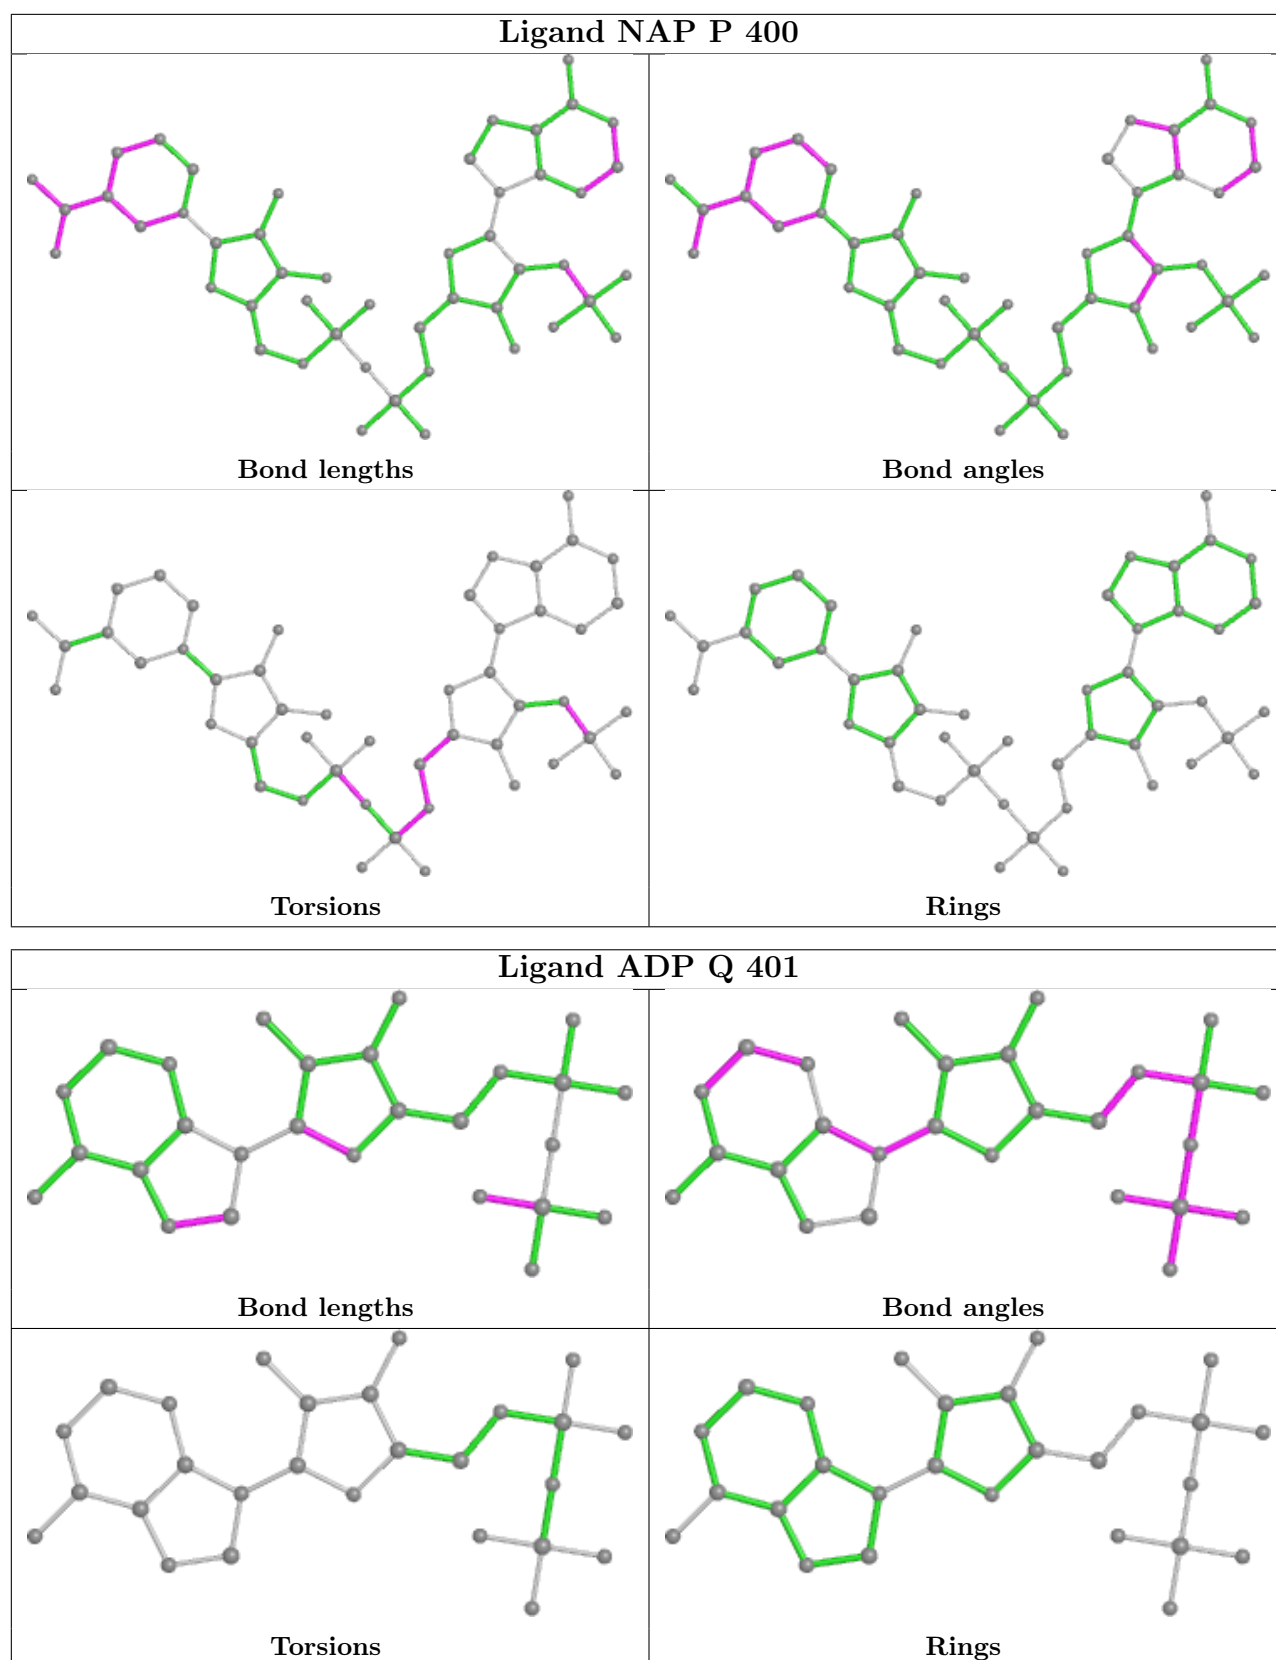 Ligand NAP P 400
Bond lengths
Bond angles
Torsions
Rings
Ligand ADP Q 401
Bond lengths
Bond angles
Torsions
Rings